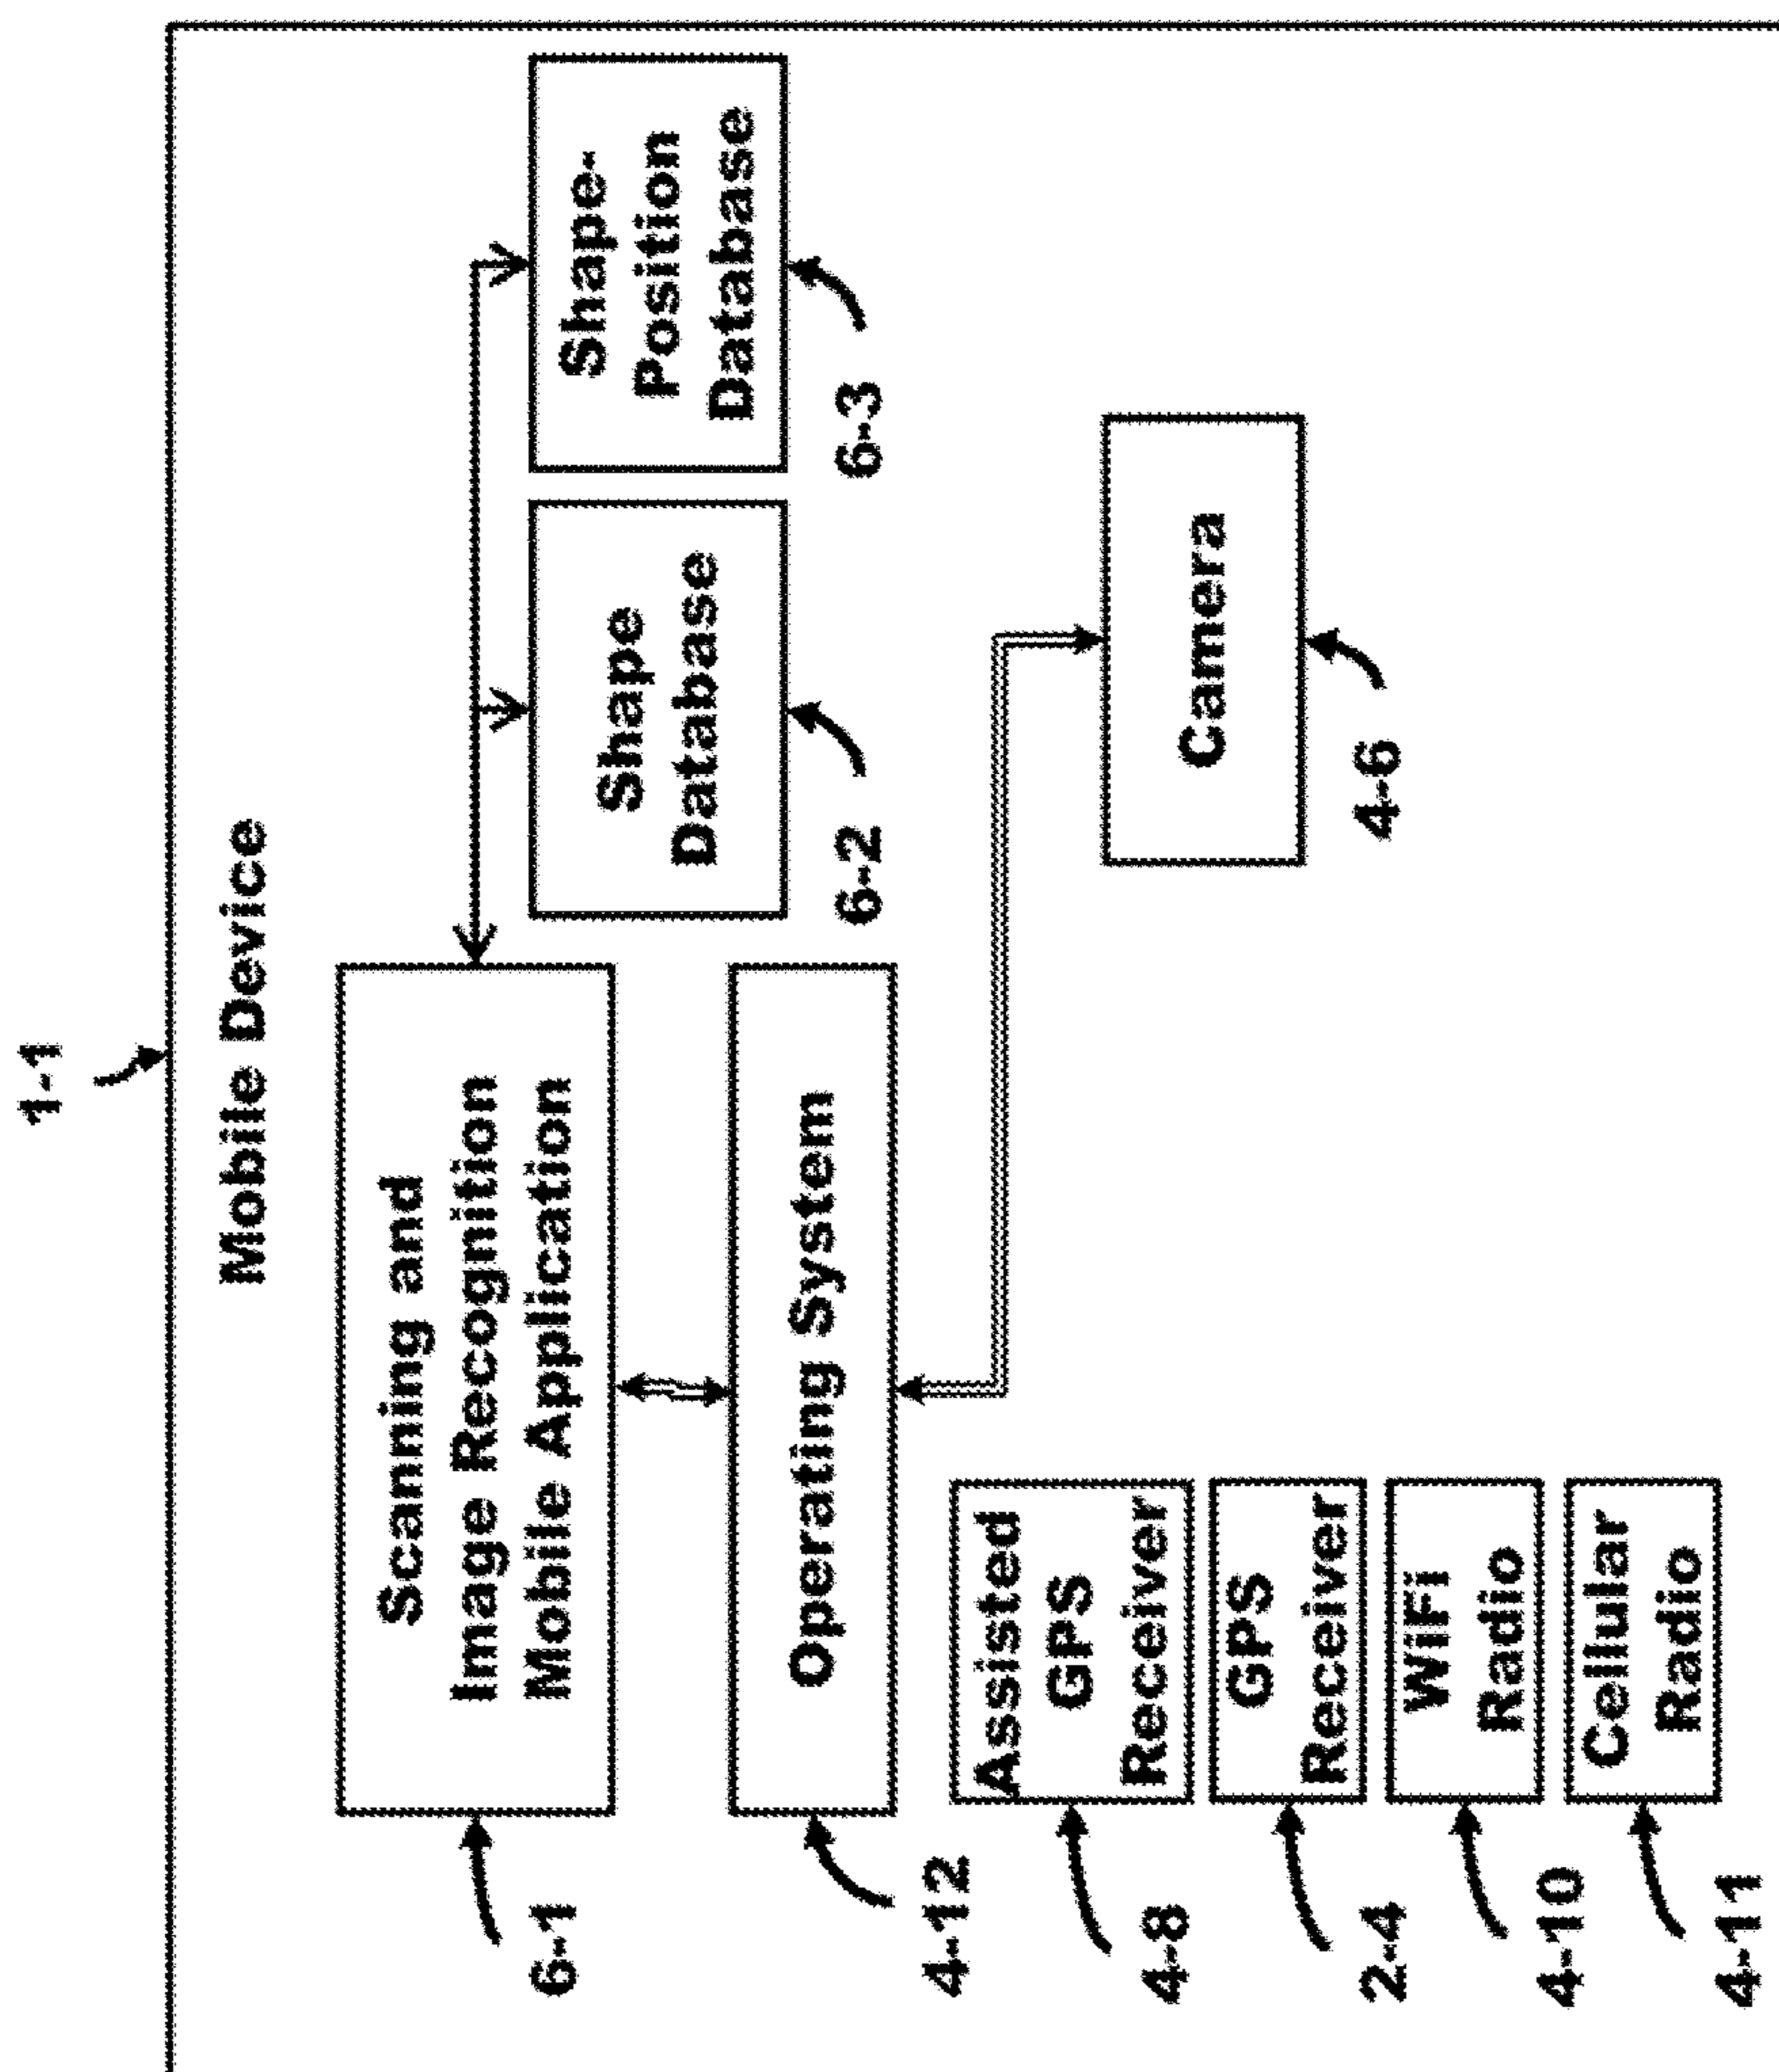 1-1
Mobile Device
Scanning and
Image Recognition
Mobile Application
6-1
Shape
Database
6-2
Shape-
Position
Database
6-3
Operating System
4-12
Camera
4-6
Assisted
GPS
Receiver
4-8
GPS
Receiver
2-4
WiFi
Radio
4-10
Cellular
Radio
4-11